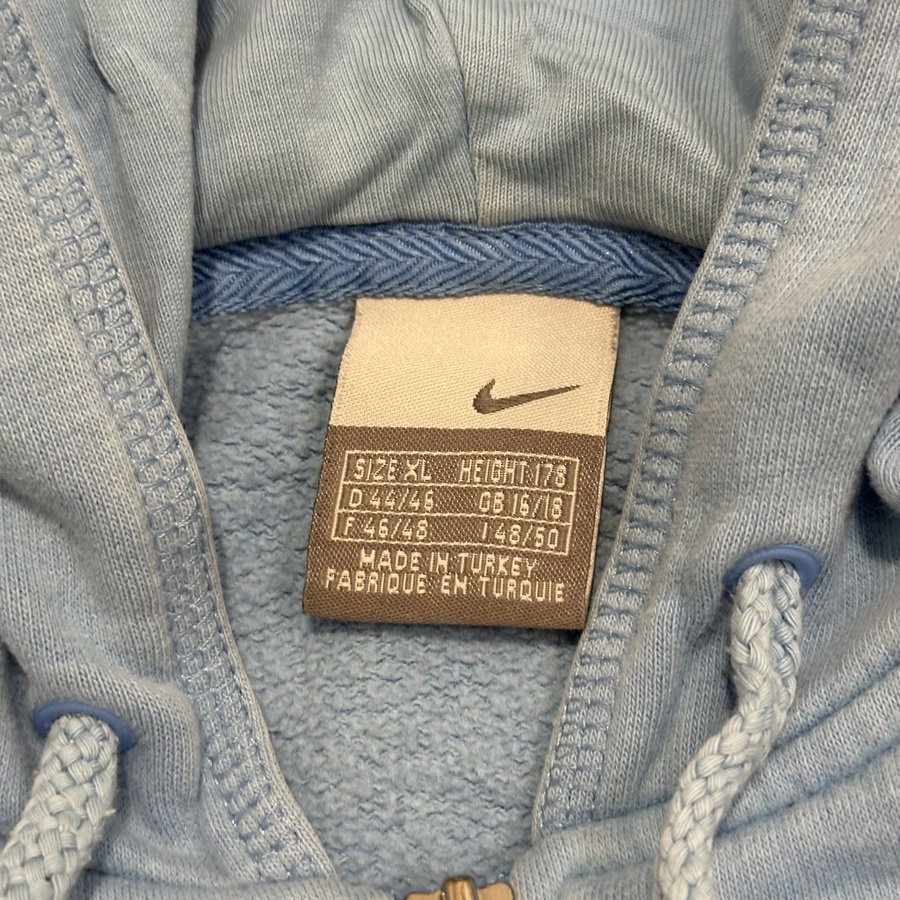 SIZE XL HEIGHT 178
D 44/46 GB 16/18
F 46/48 I 48/50
MADE IN TURKEY
FABRIQUE EN TURQUIE